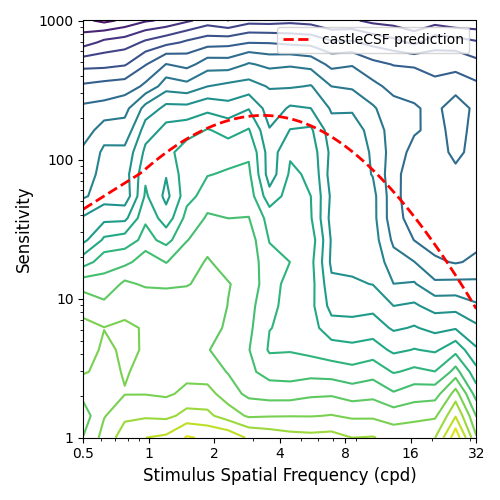 1000
castleCSF prediction
100
10
1
Sensitivity
0.5 1 2 4 8 16 32
Stimulus Spatial Frequency (cpd)